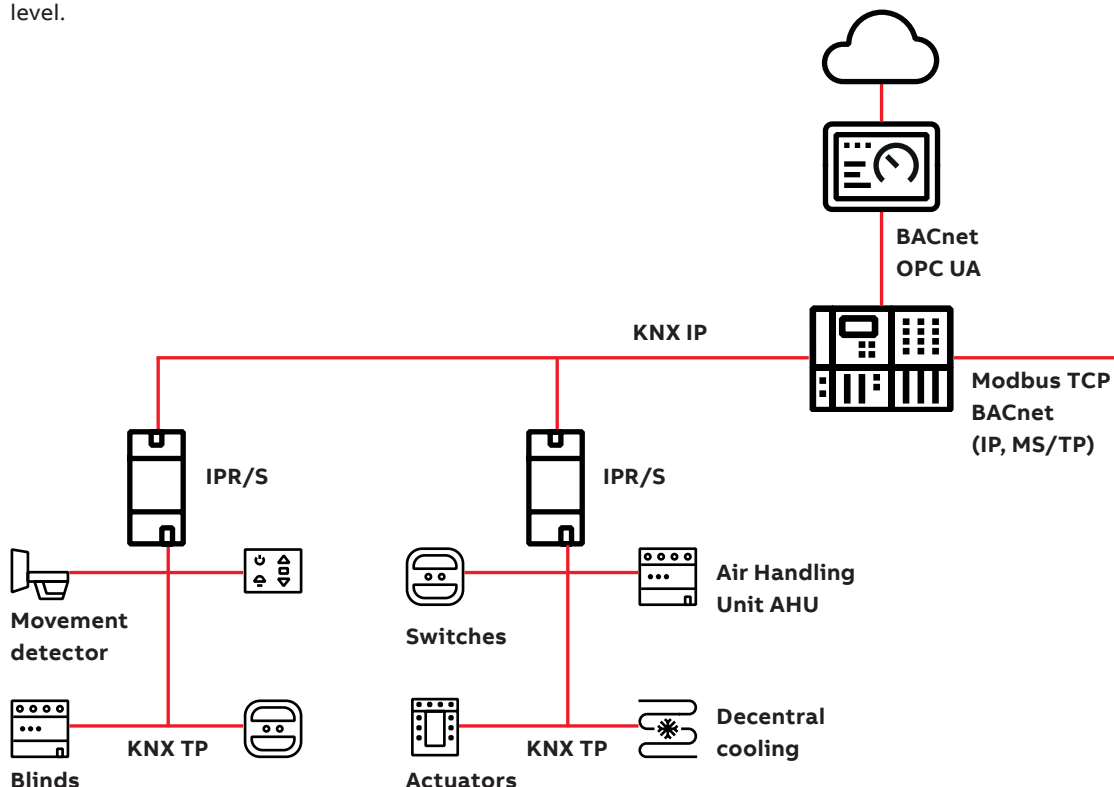 level.
BACnet
OPC UA
KNX IP
Modbus TCP
BACnet
(IP, MS/TP)
IPR/S
IPR/S
Movement
detector
Switches
Air Handling
Unit AHU
Blinds
KNX TP
Actuators
KNX TP
Decentral
cooling